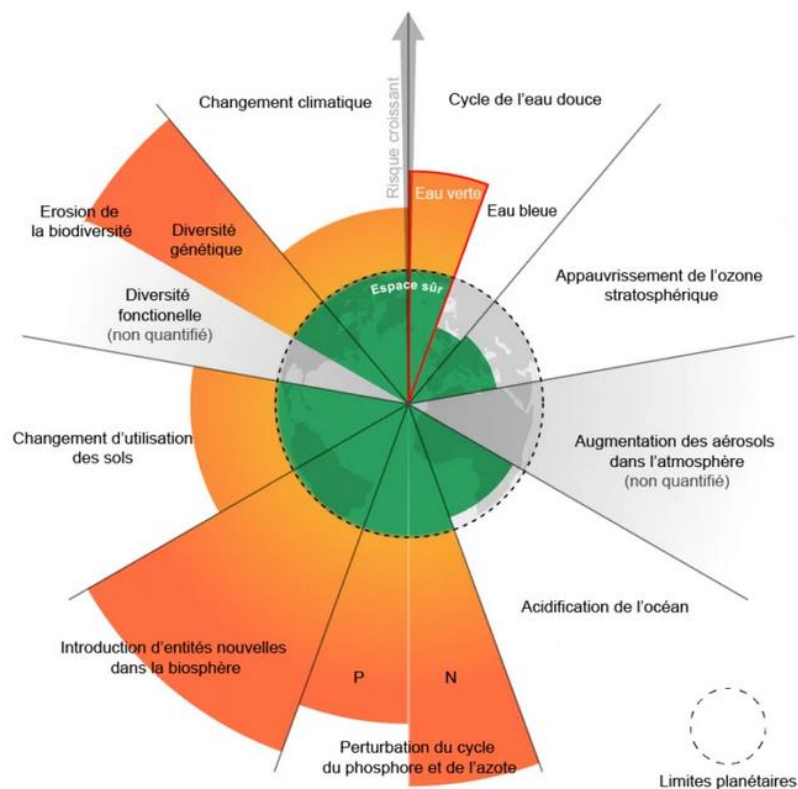 Changement climatique
Risque croissant
Cycle de l'eau douce
Eau verte
Eau bleue
Erosion de
la biodiversité
Diversité
génétique
Espace sûr
Appauvrissement de l'ozone
stratosphérique
Diversité
fonctionelle
(non quantifié)
Changement d'utilisation
des sols
Augmentation des aérosols
dans l'atmosphère
(non quantifié)
Acidification de l'océan
Introduction d'entités nouvelles
dans la biosphère
P
N
Perturbation du cycle
du phosphore et de l'azote
Limites planétaires